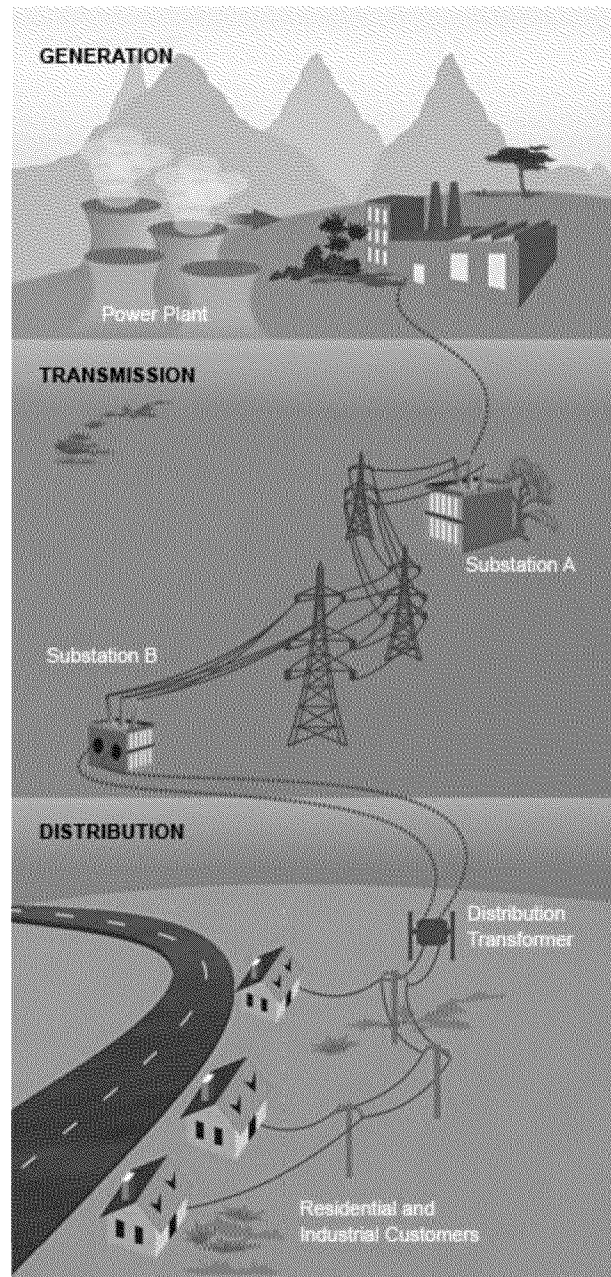 GENERATION
Power Plant
TRANSMISSION
Substation A
Substation B
DISTRIBUTION
Distribution
Transformer
Residential and
Industrial Customers